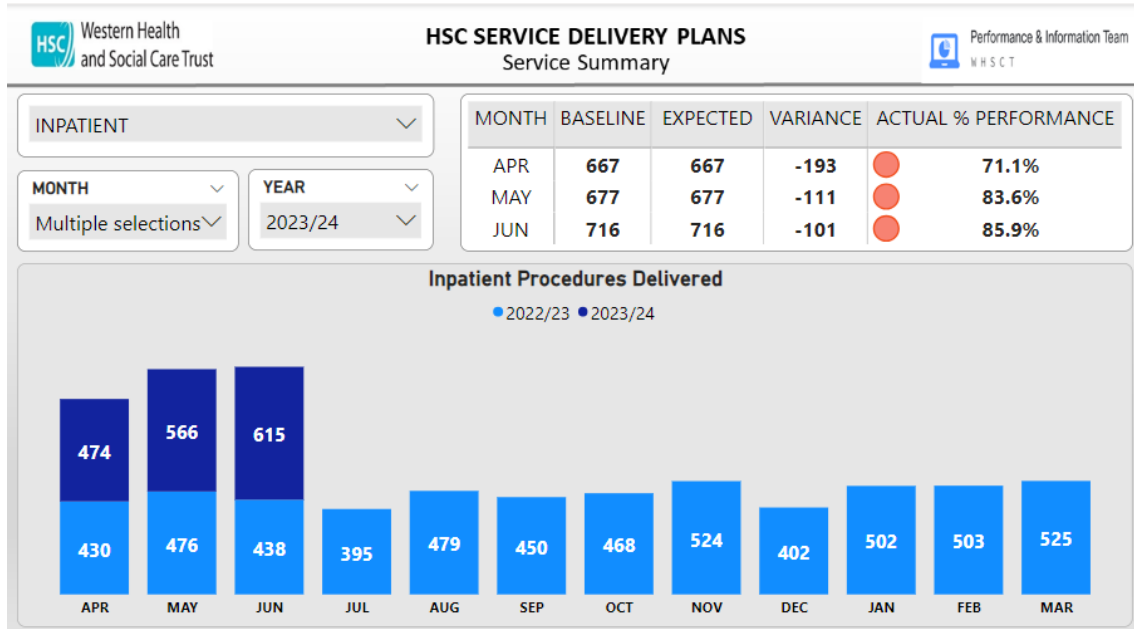 HSC
Western Health
and Social Care Trust
HSC SERVICE DELIVERY PLANS
Service Summary
Performance & Information Team
WHSCT
INPATIENT
MONTH
Multiple selections
YEAR
2023/24
MONTH BASELINE EXPECTED VARIANCE ACTUAL % PERFORMANCE
APR 667 667 -193 71.1%
MAY 677 677 -111 83.6%
JUN 716 716 -101 85.9%
Inpatient Procedures Delivered
2022/23 2023/24
474 566 615
430 476 438 395 479 450 468 524 402 502 503 525
APR MAY JUN JUL AUG SEP OCT NOV DEC JAN FEB MAR